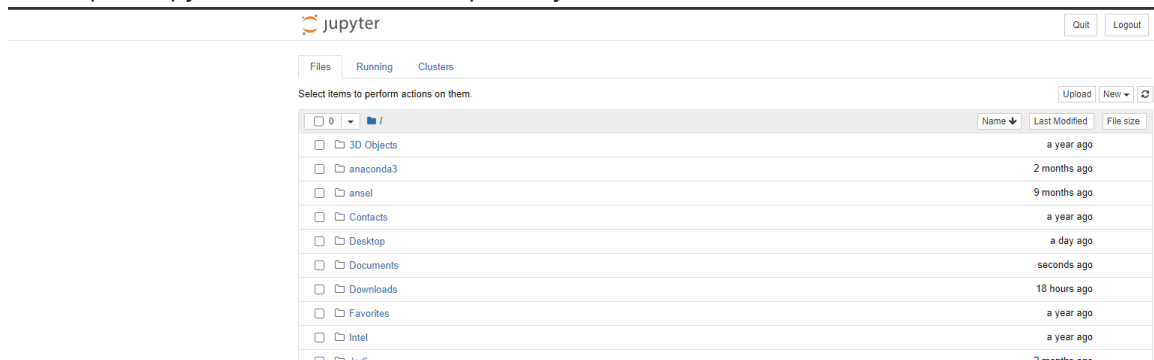 jupyter
Quit Logout
Files Running Clusters
Select items to perform actions on them.
Upload New
0 / Name Last Modified File size
3D Objects a year ago
anaconda3 2 months ago
ansel 9 months ago
Contacts a year ago
Desktop a day ago
Documents seconds ago
Downloads 18 hours ago
Favorites a year ago
Intel a year ago